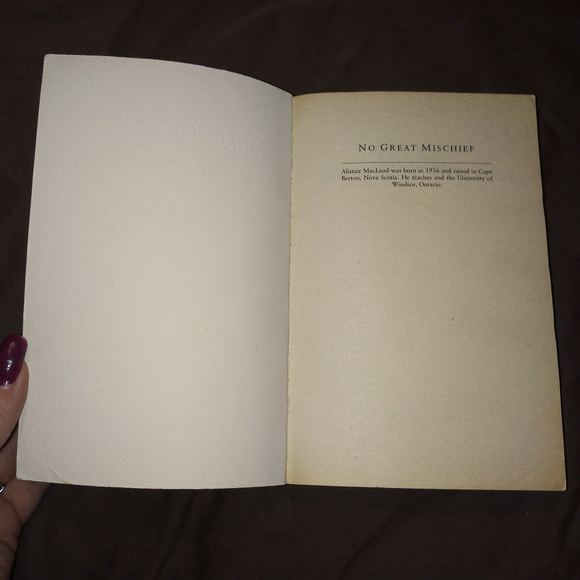 NO GREAT MISCHIEF
Alistair MacLeod was born in 1936 and raised in Cape
Breton, Nova Scotia. He teaches and the University of
Windsor, Ontario.